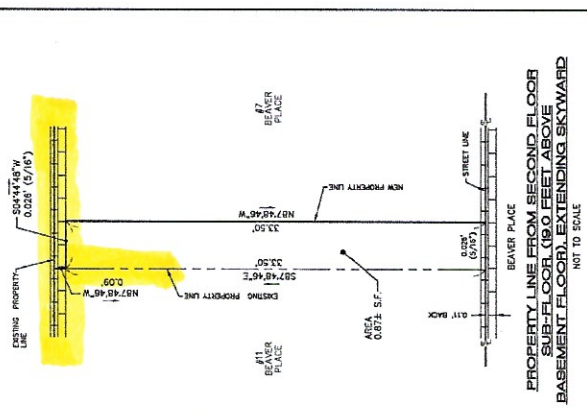 EXISTING PROPERTY
LINE
S04°44'48"W
0.026' (5/16")
N87°48'46"W
0.09'
#7
BEAVER
PLACE
NEW PROPERTY LINE
N87°48'46"W
33.50'
33.50'
S87°48'46"E
EXISTING PROPERTY LINE
AREA
0.87± S.F.
#11
BEAVER
PLACE
STREET LINE
0.026'
(5/16")
BEAVER PLACE
0.11' BACK
PROPERTY LINE FROM SECOND FLOOR
SUB-FLOOR, (19.0 FEET ABOVE
BASEMENT FLOOR), EXTENDING SKYWARD
NOT TO SCALE